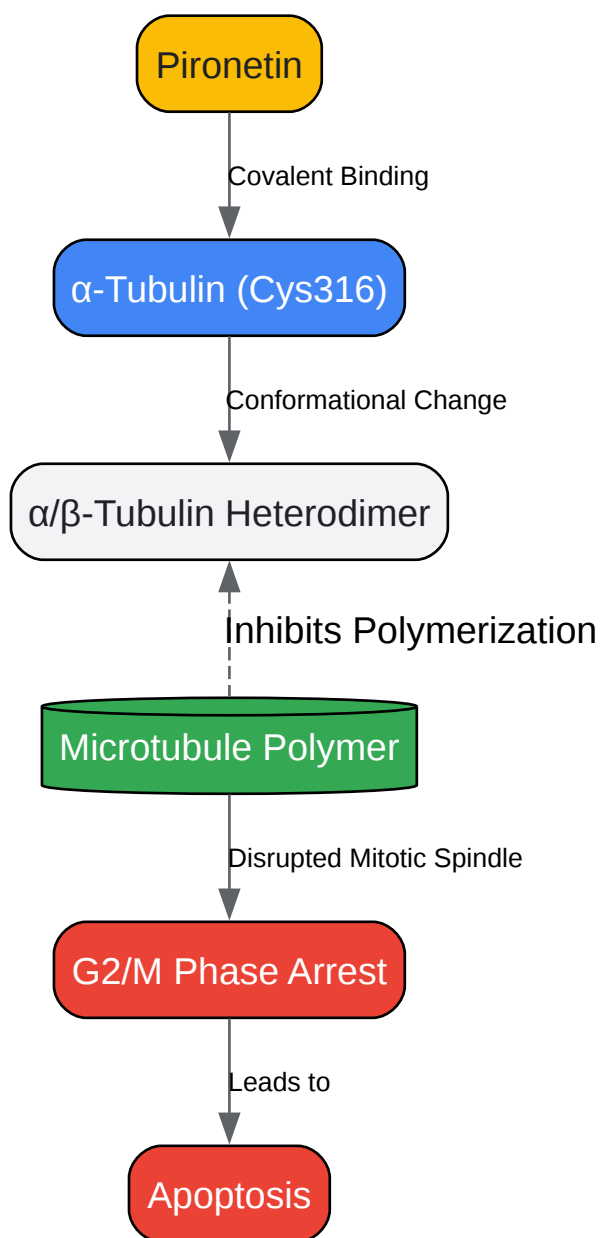 Pironetin
Covalent Binding
α-Tubulin (Cys316)
Conformational Change
α/β-Tubulin Heterodimer
Inhibits Polymerization
Microtubule Polymer
Disrupted Mitotic Spindle
G2/M Phase Arrest
Leads to
Apoptosis